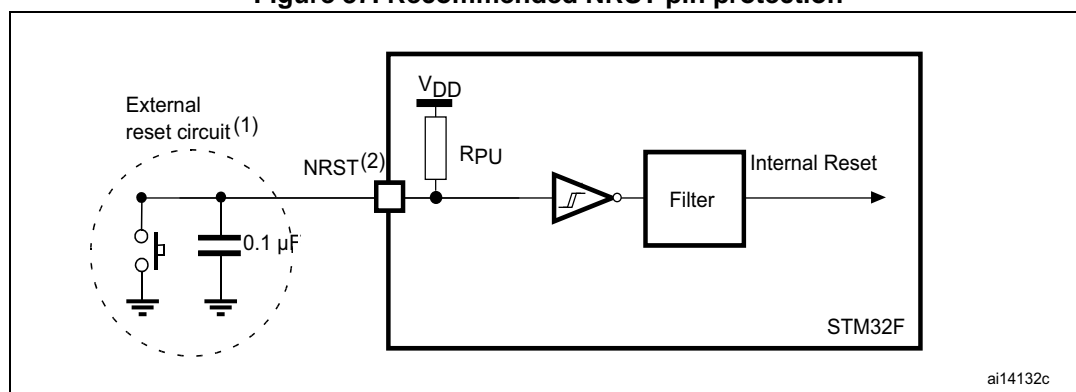 Figure 37. Recommended NRST pin protection
VDD
External
reset circuit(1)
NRST(2)
RPU
Internal Reset
Filter
0.1 μF
STM32F
ai14132c